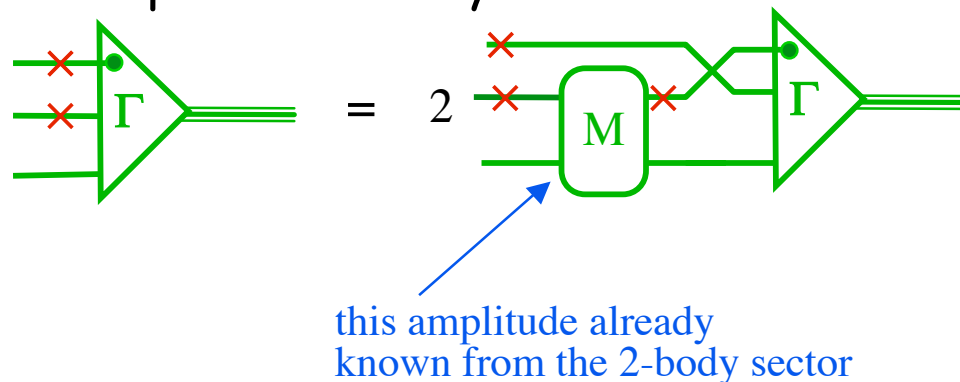 Γ = 2 M Γ
this amplitude already
known from the 2-body sector